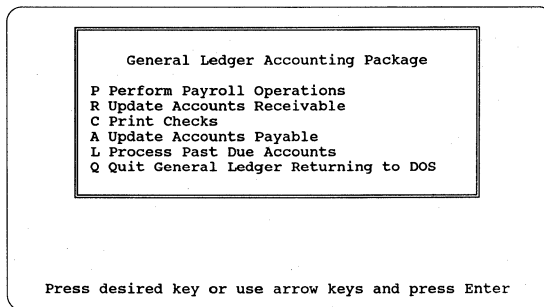 General Ledger Accounting Package
P Perform Payroll Operations
R Update Accounts Receivable
C Print Checks
A Update Accounts Payable
L Process Past Due Accounts
Q Quit General Ledger Returning to DOS
Press desired key or use arrow keys and press Enter